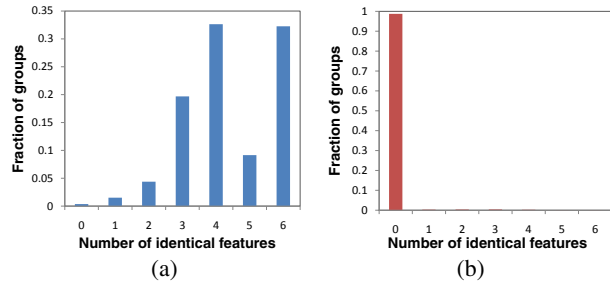 0.35
0.3
0.25
0.2
0.15
0.1
0.05
0
Fraction of groups
0 1 2 3 4 5 6
Number of identical features
(a)
1
0.9
0.8
0.7
0.6
0.5
0.4
0.3
0.2
0.1
0
Fraction of groups
0 1 2 3 4 5 6
Number of identical features
(b)